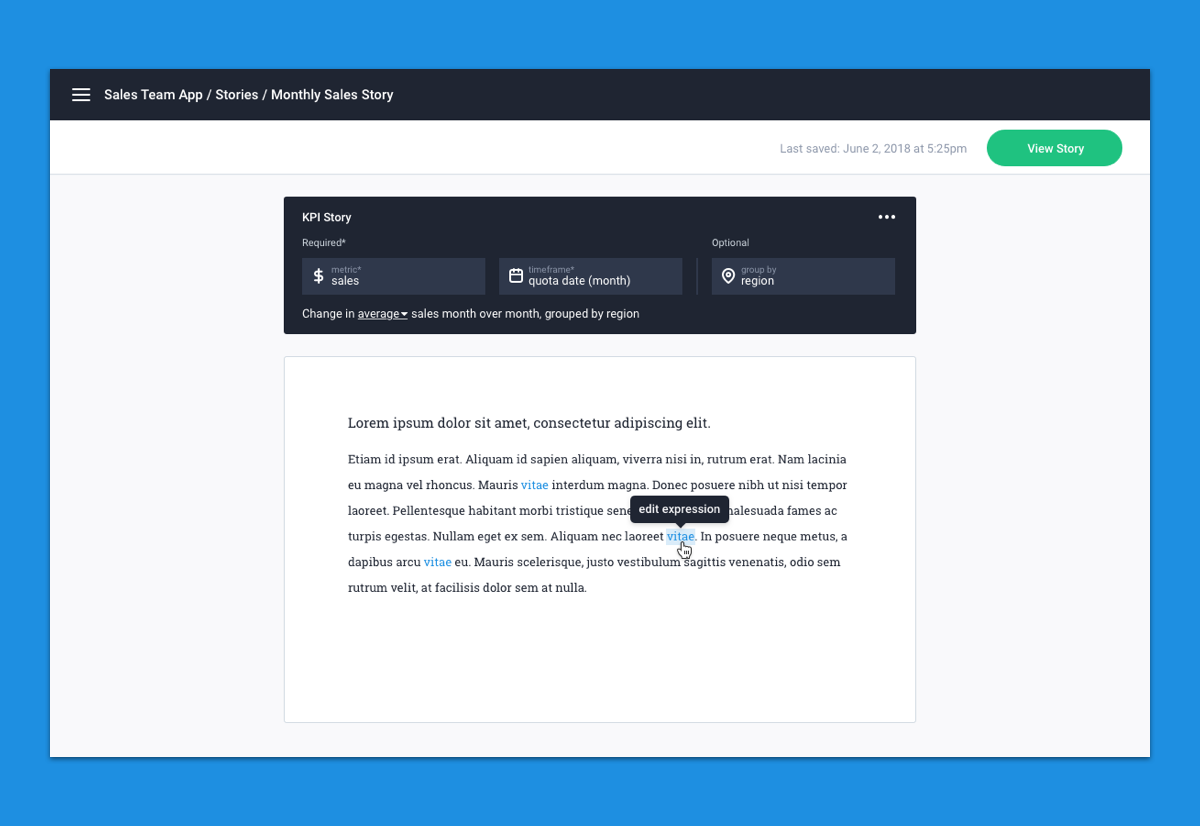 Sales Team App / Stories / Monthly Sales Story
Last saved: June 2, 2018 at 5:25pm
View Story
KPI Story
Required*
Optional
metric*
sales
timeframe*
quota date (month)
group by
region
Change in average sales month over month, grouped by region
Lorem ipsum dolor sit amet, consectetur adipiscing elit.
Etiam id ipsum erat. Aliquam id sapien aliquam, viverra nisi in, rutrum erat. Nam lacinia
eu magna vel rhoncus. Mauris vitae interdum magna. Donec posuere nibh ut nisi tempor
laoreet. Pellentesque habitant morbi tristique sene alesuada fames ac
edit expression
turpis egestas. Nullam eget ex sem. Aliquam nec laoreet vitae. In posuere neque metus, a
dapibus arcu vitae eu. Mauris scelerisque, justo vestibulum sagittis venenatis, odio sem
rutrum velit, at facilisis dolor sem at nulla.